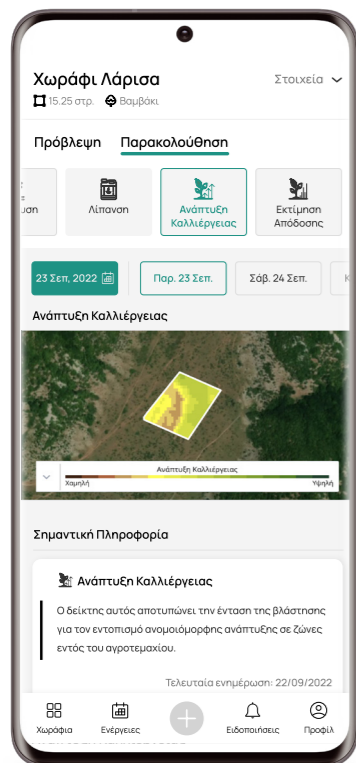 Χωράφι Λάρισα
Στοιχεία
15.25 στρ.
Βαμβάκι
Πρόβλεψη
Παρακολούθηση
Λίπανση
Ανάπτυξη
Καλλιέργειας
Εκτίμηση
Απόδοσης
23 Σεπ, 2022
Παρ. 23 Σεπ.
Σάβ. 24 Σεπ.
Ανάπτυξη Καλλιέργειας
Ανάπτυξη Καλλιέργειας
Χαμηλή
Υψηλή
Σημαντική Πληροφορία
Ανάπτυξη Καλλιέργειας
Ο δείκτης αυτός αποτυπώνει την ένταση της βλάστησης
για τον εντοπισμό ανομοιόμορφης ανάπτυξης σε ζώνες
εντός του αγροτεμαχίου.
Τελευταία ενημέρωση: 22/09/2022
Χωράφια
Ενέργειες
Ειδοποιήσεις
Προφίλ